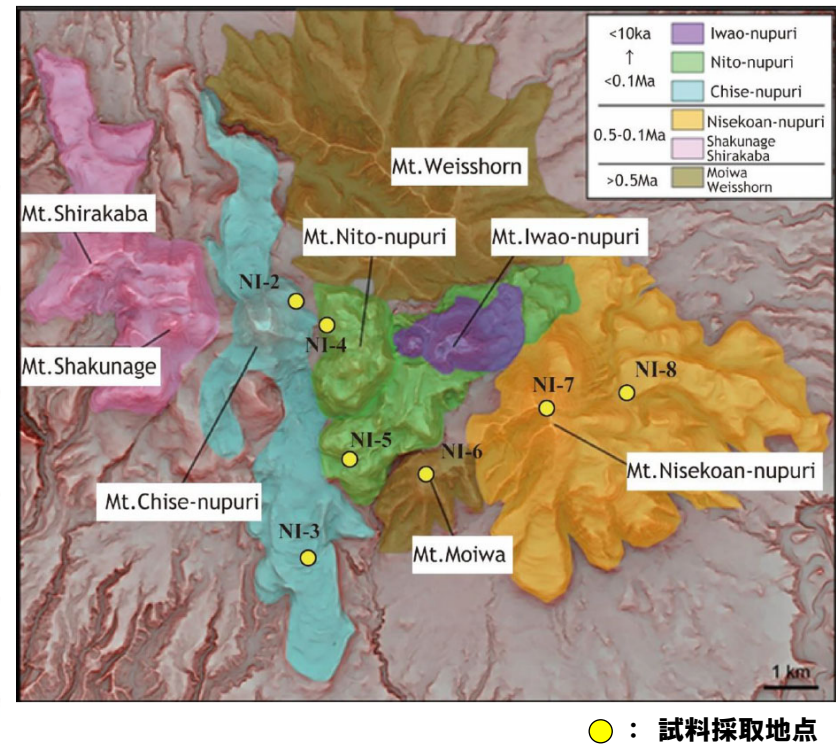 <10ka
↑
<0.1Ma
Iwao-nupuri
Nito-nupuri
Chise-nupuri
0.5-0.1Ma
Nisekoan-nupuri
Shakunage
Shirakaba
>0.5Ma
Moiwa
Weisshorn
Mt.Weisshorn
Mt.Shirakaba
Mt.Nito-nupuri
Mt.Iwao-nupuri
NI-2
NI-4
Mt.Shakunage
NI-7
NI-8
NI-5
NI-6
Mt.Nisekoan-nupuri
Mt.Chise-nupuri
NI-3
Mt.Moiwa
1 km
： 試料採取地点